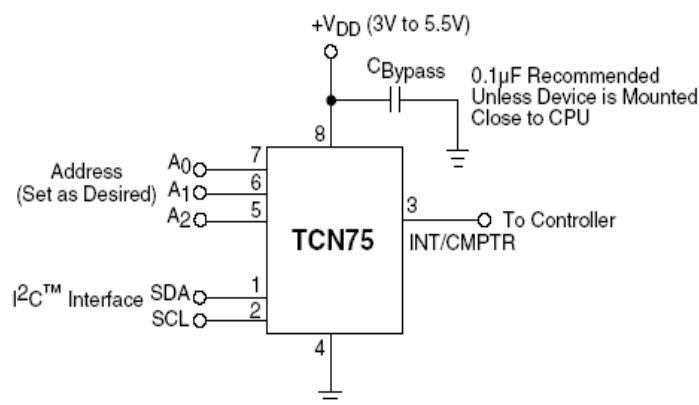 +VDD (3V to 5.5V)
CBypass
0.1µF Recommended
Unless Device is Mounted
Close to CPU
8
Address
(Set as Desired)
A0
7
A1
6
A2
5
TCN75
3
To Controller
INT/CMPTR
I2C™ Interface
SDA
1
SCL
2
4